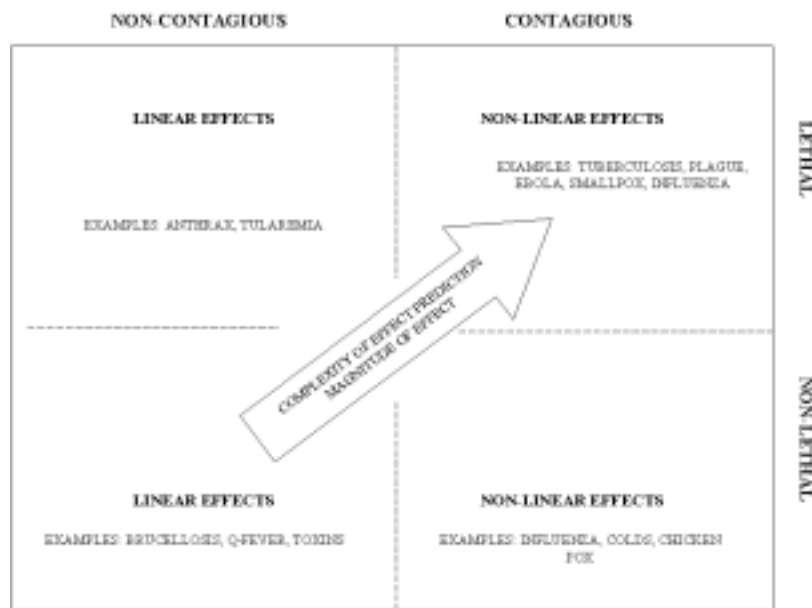 NON-CONTAGIOUS
CONTAGIOUS
LINEAR EFFECTS
NON-LINEAR EFFECTS
LETHAL
EXAMPLES: TUBERCULOSIS, PLAGUE,
EBOLA, SMALLPOX, INFLUENZA
EXAMPLES: ANTHRAX, TULAREMIA
COMPLEXITY OF EFFECT PREDICTION
MAGNITUDE OF EFFECT
NON-LETHAL
LINEAR EFFECTS
EXAMPLES: BRUCELLOSIS, Q-FEVER, TOXINS
NON-LINEAR EFFECTS
EXAMPLES: INFLUENZA, COLDS, CHICKEN
POX